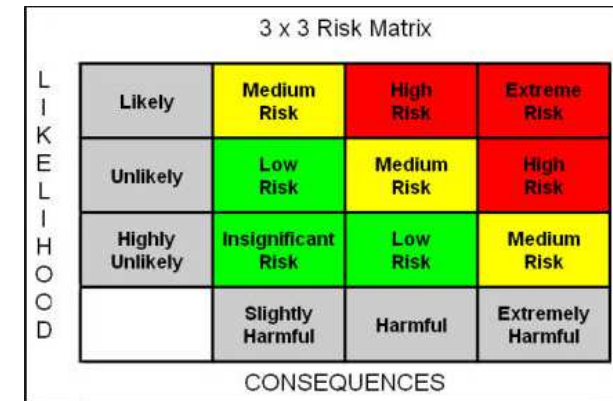 3 x 3 Risk Matrix
LIKELIHOOD
Likely
Medium
Risk
High
Risk
Extreme
Risk
Unlikely
Low
Risk
Medium
Risk
High
Risk
Highly
Unlikely
Insignificant
Risk
Low
Risk
Medium
Risk
Slightly
Harmful
Harmful
Extremely
Harmful
CONSEQUENCES